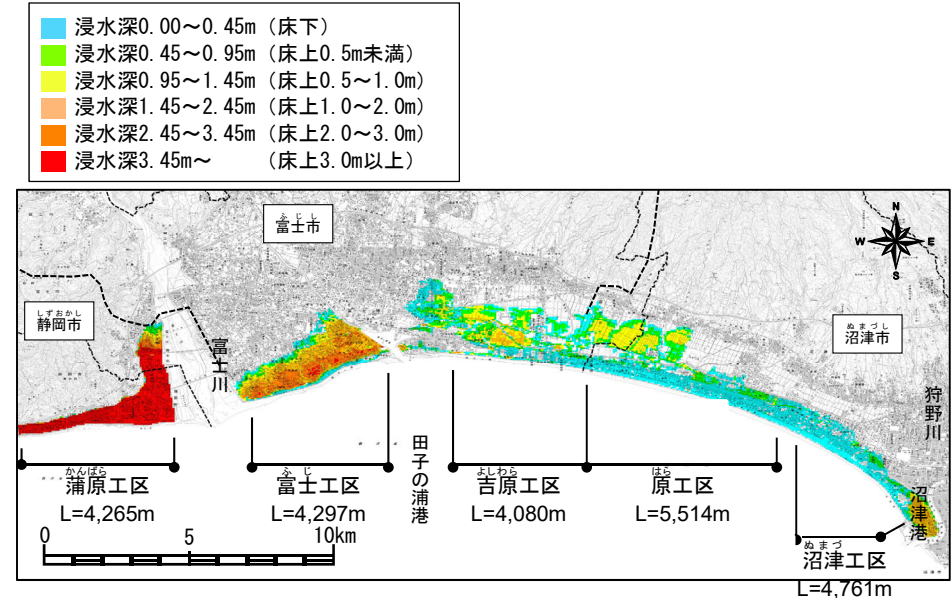 浸水深0.00～0.45m（床下）
浸水深0.45～0.95m（床上0.5m未満）
浸水深0.95～1.45m（床上0.5～1.0m）
浸水深1.45～2.45m（床上1.0～2.0m）
浸水深2.45～3.45m（床上2.0～3.0m）
浸水深3.45m～　　（床上3.0m以上）
N
W E
S
ふじし
富士市
しずおかし
静岡市
ぬまづし
沼津市
富士川
狩野川
田子の浦港
沼津港
かんばら
蒲原工区
L=4,265m
ふじ
富士工区
L=4,297m
よしわら
吉原工区
L=4,080m
はら
原工区
L=5,514m
ぬまづ
沼津工区
L=4,761m
0 5 10km